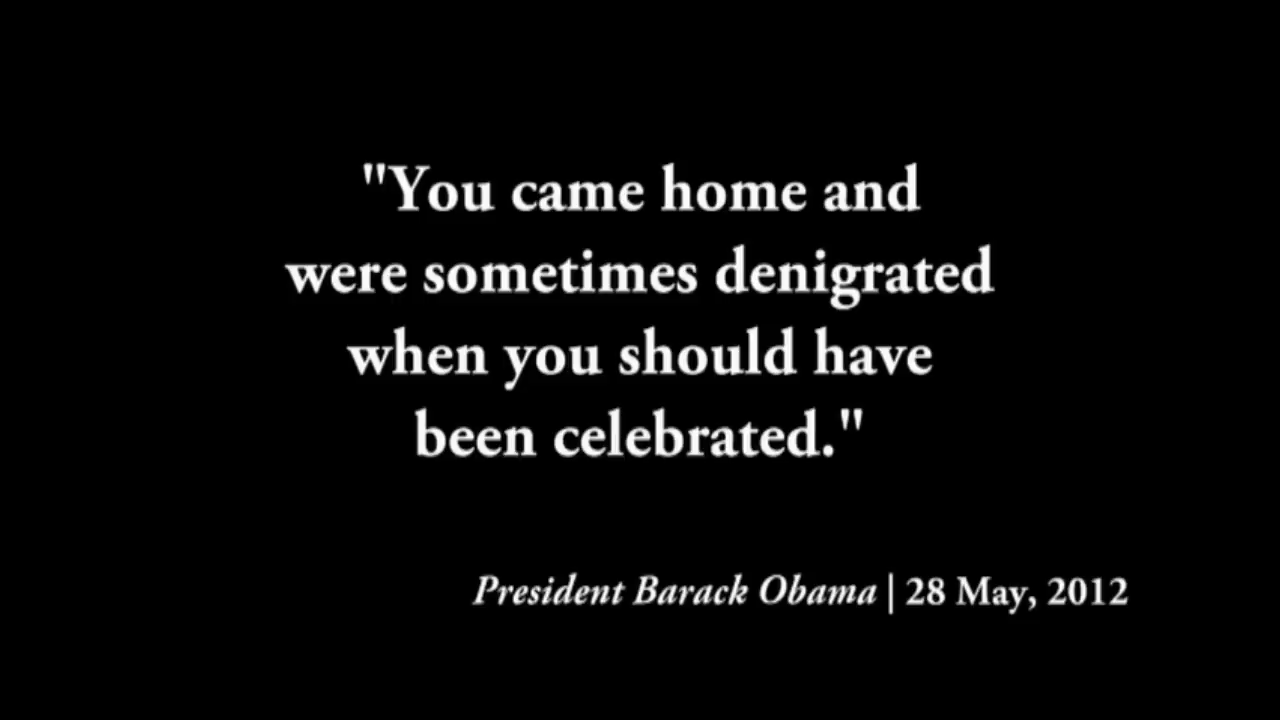 "You came home and
were sometimes denigrated
when you should have
been celebrated."
President Barack Obama | 28 May, 2012